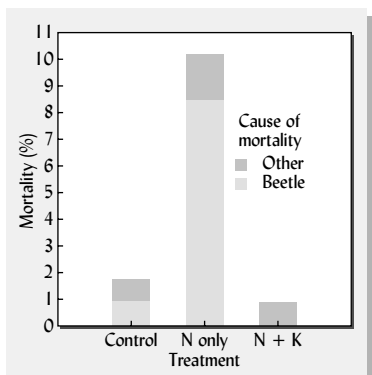 11
10
9
8
7
6
5
4
3
2
1
0
Mortality (%)
Cause of
mortality
Other
Beetle
Control N only N + K
Treatment